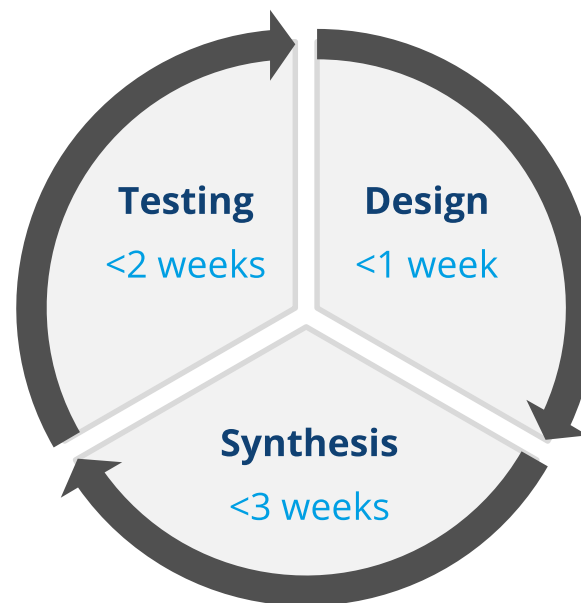 Testing
<2 weeks
Design
<1 week
Synthesis
<3 weeks